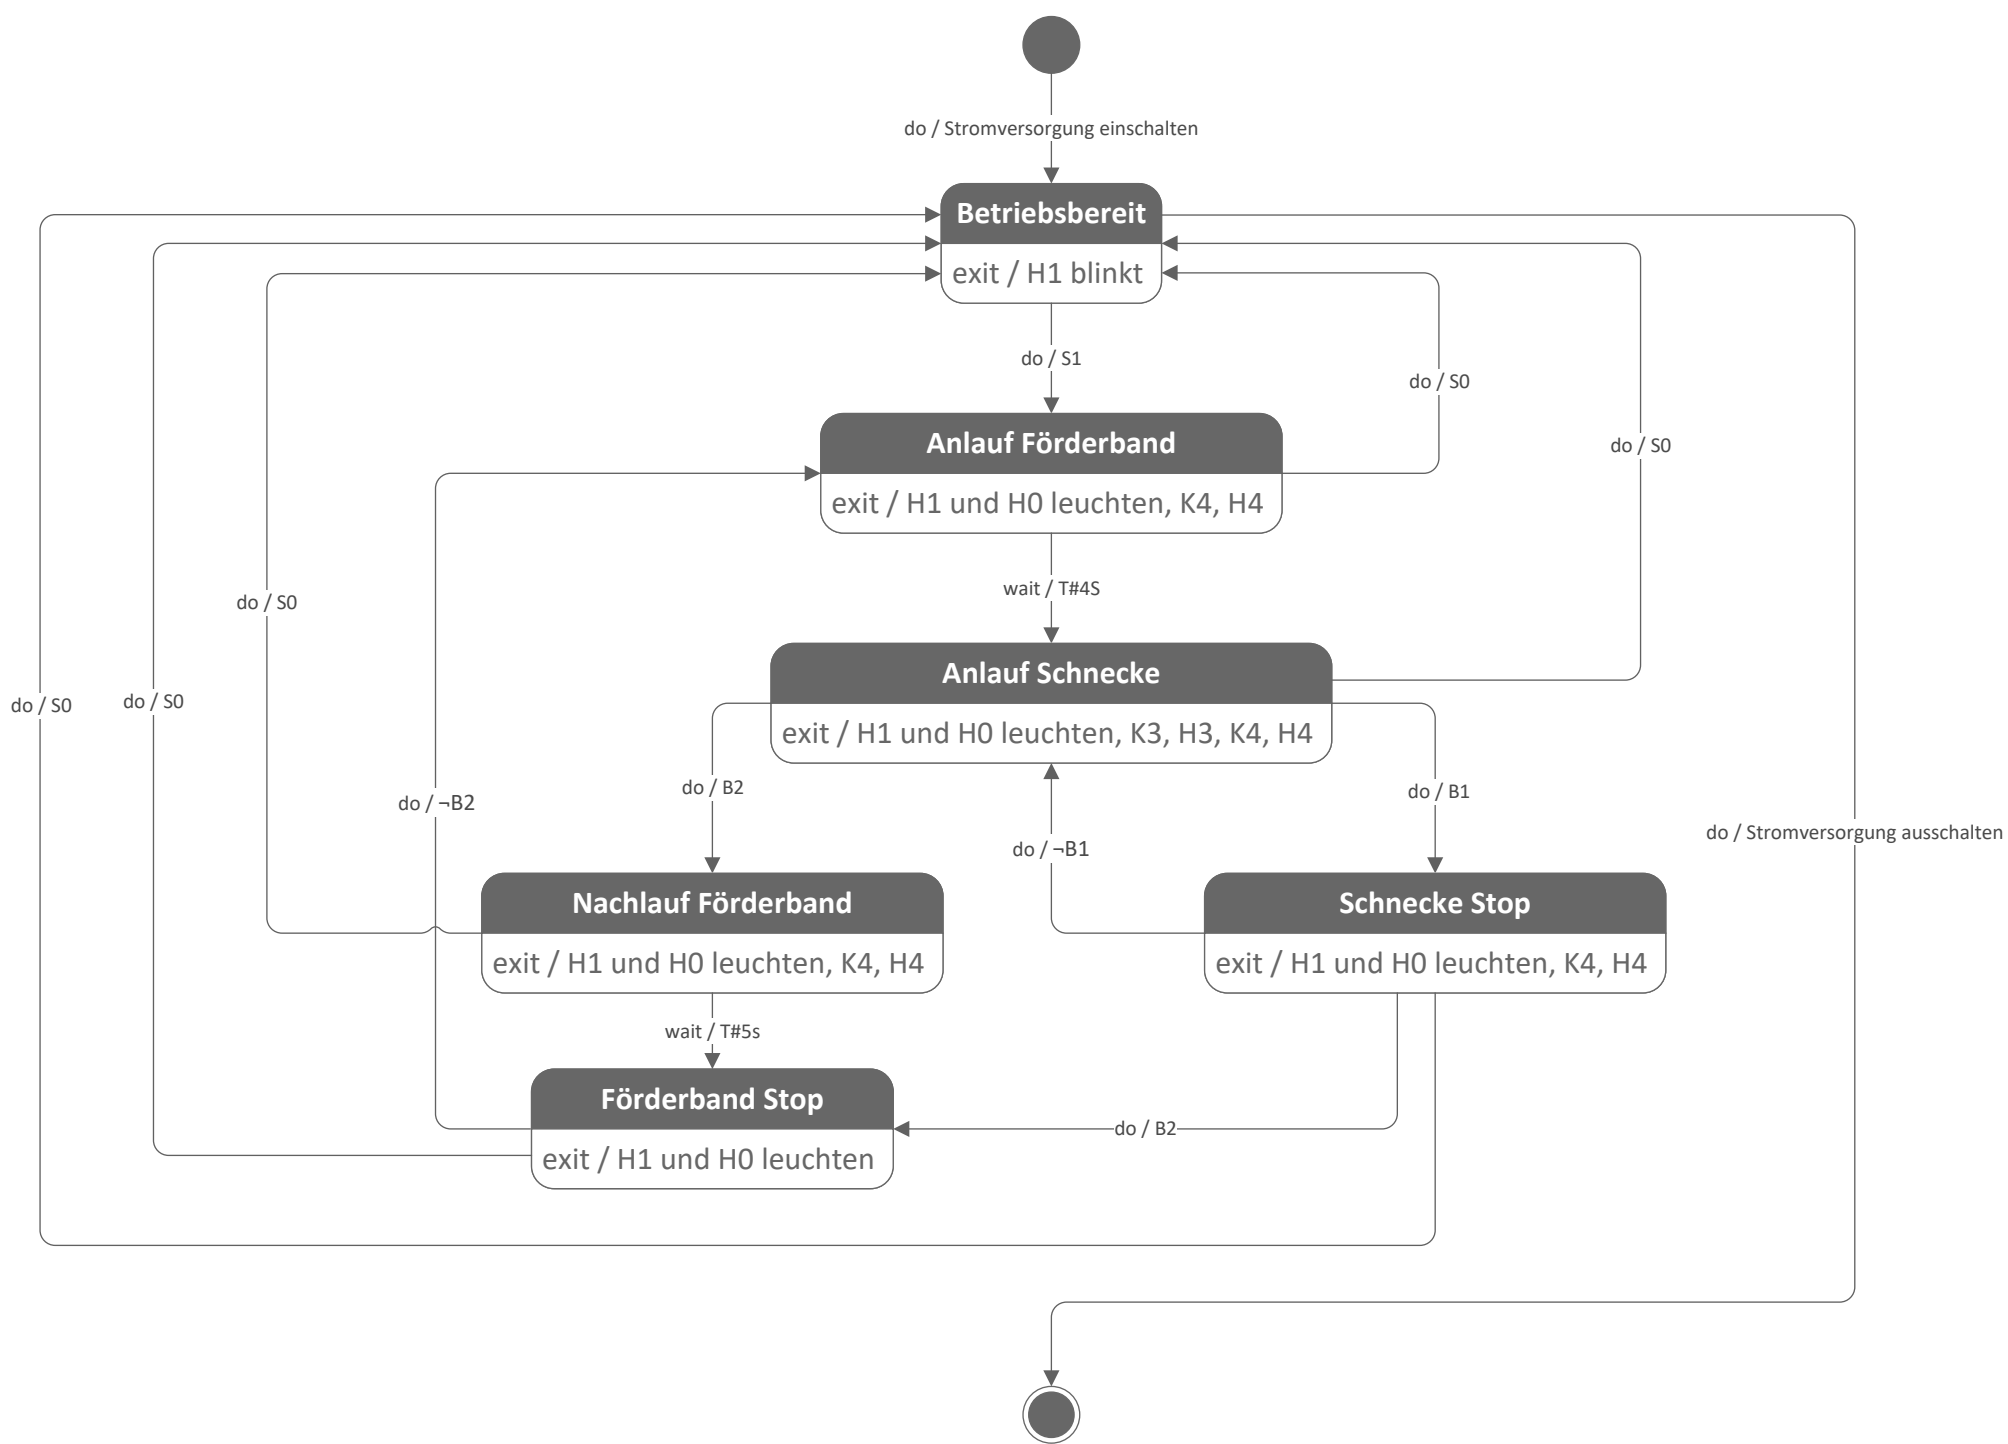 do / Stromversorgung einschalten
Betriebsbereit
exit / H1 blinkt
do / S1
do / S0
Anlauf Förderband
do / S0
exit / H1 und H0 leuchten, K4, H4
wait / T#4S
do / S0
Anlauf Schnecke
do / S0
do / S0
exit / H1 und H0 leuchten, K3, H3, K4, H4
do / B2
do / B1
do / ¬B2
do / Stromversorgung ausschalten
do / ¬B1
Nachlauf Förderband
Schnecke Stop
exit / H1 und H0 leuchten, K4, H4
exit / H1 und H0 leuchten, K4, H4
wait / T#5s
Förderband Stop
do / B2
exit / H1 und H0 leuchten